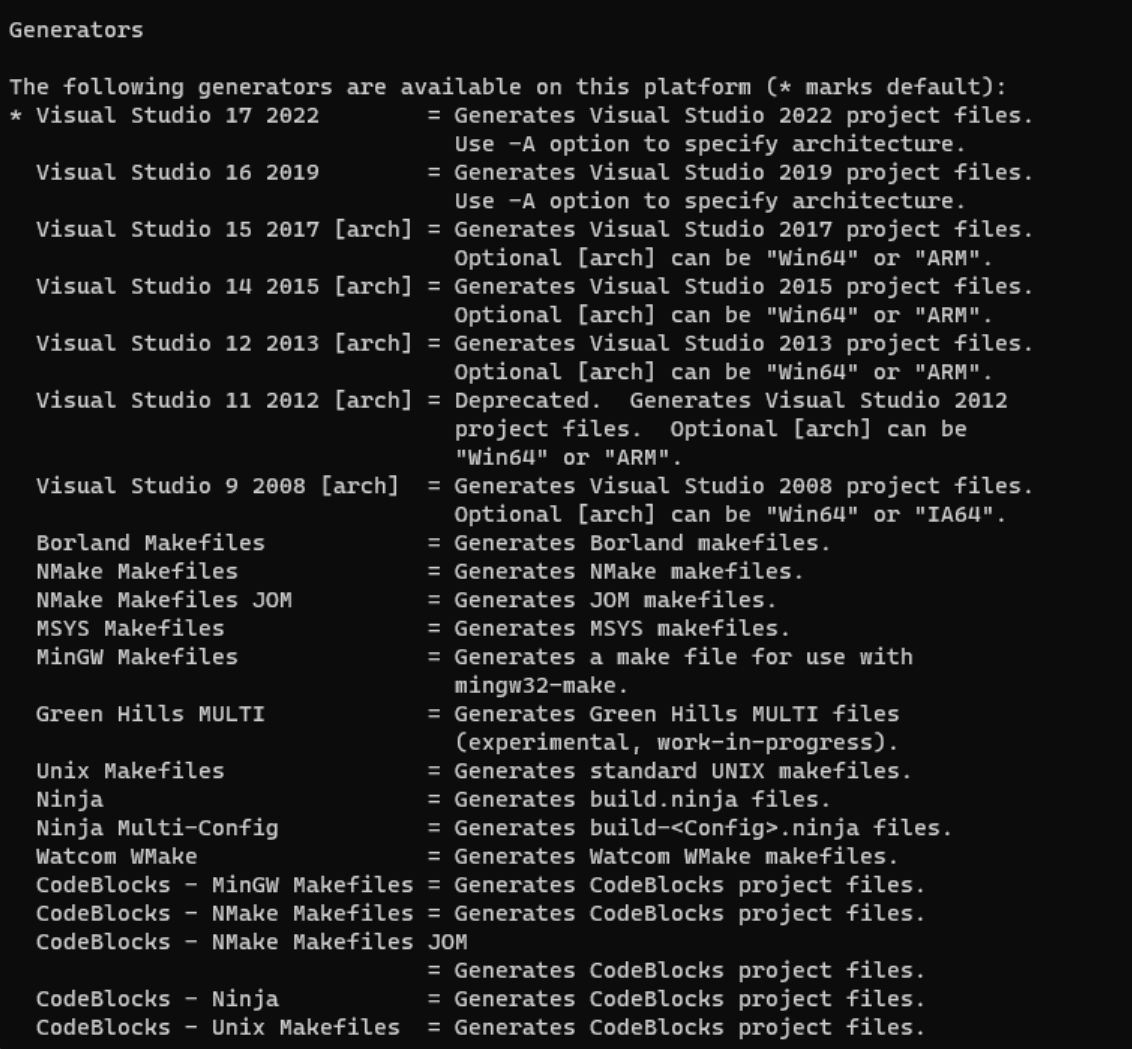 Generators

The following generators are available on this platform (* marks default):
* Visual Studio 17 2022        = Generates Visual Studio 2022 project files.
                                 Use -A option to specify architecture.
  Visual Studio 16 2019        = Generates Visual Studio 2019 project files.
                                 Use -A option to specify architecture.
  Visual Studio 15 2017 [arch] = Generates Visual Studio 2017 project files.
                                 Optional [arch] can be "Win64" or "ARM".
  Visual Studio 14 2015 [arch] = Generates Visual Studio 2015 project files.
                                 Optional [arch] can be "Win64" or "ARM".
  Visual Studio 12 2013 [arch] = Generates Visual Studio 2013 project files.
                                 Optional [arch] can be "Win64" or "ARM".
  Visual Studio 11 2012 [arch] = Deprecated.  Generates Visual Studio 2012
                                 project files.  Optional [arch] can be
                                 "Win64" or "ARM".
  Visual Studio 9 2008 [arch]  = Generates Visual Studio 2008 project files.
                                 Optional [arch] can be "Win64" or "IA64".
  Borland Makefiles            = Generates Borland makefiles.
  NMake Makefiles              = Generates NMake makefiles.
  NMake Makefiles JOM          = Generates JOM makefiles.
  MSYS Makefiles               = Generates MSYS makefiles.
  MinGW Makefiles              = Generates a make file for use with
                                 mingw32-make.
  Green Hills MULTI            = Generates Green Hills MULTI files
                                 (experimental, work-in-progress).
  Unix Makefiles               = Generates standard UNIX makefiles.
  Ninja                        = Generates build.ninja files.
  Ninja Multi-Config           = Generates build-<Config>.ninja files.
  Watcom WMake                 = Generates Watcom WMake makefiles.
  CodeBlocks - MinGW Makefiles = Generates CodeBlocks project files.
  CodeBlocks - NMake Makefiles = Generates CodeBlocks project files.
  CodeBlocks - NMake Makefiles JOM
                               = Generates CodeBlocks project files.
  CodeBlocks - Ninja           = Generates CodeBlocks project files.
  CodeBlocks - Unix Makefiles  = Generates CodeBlocks project files.